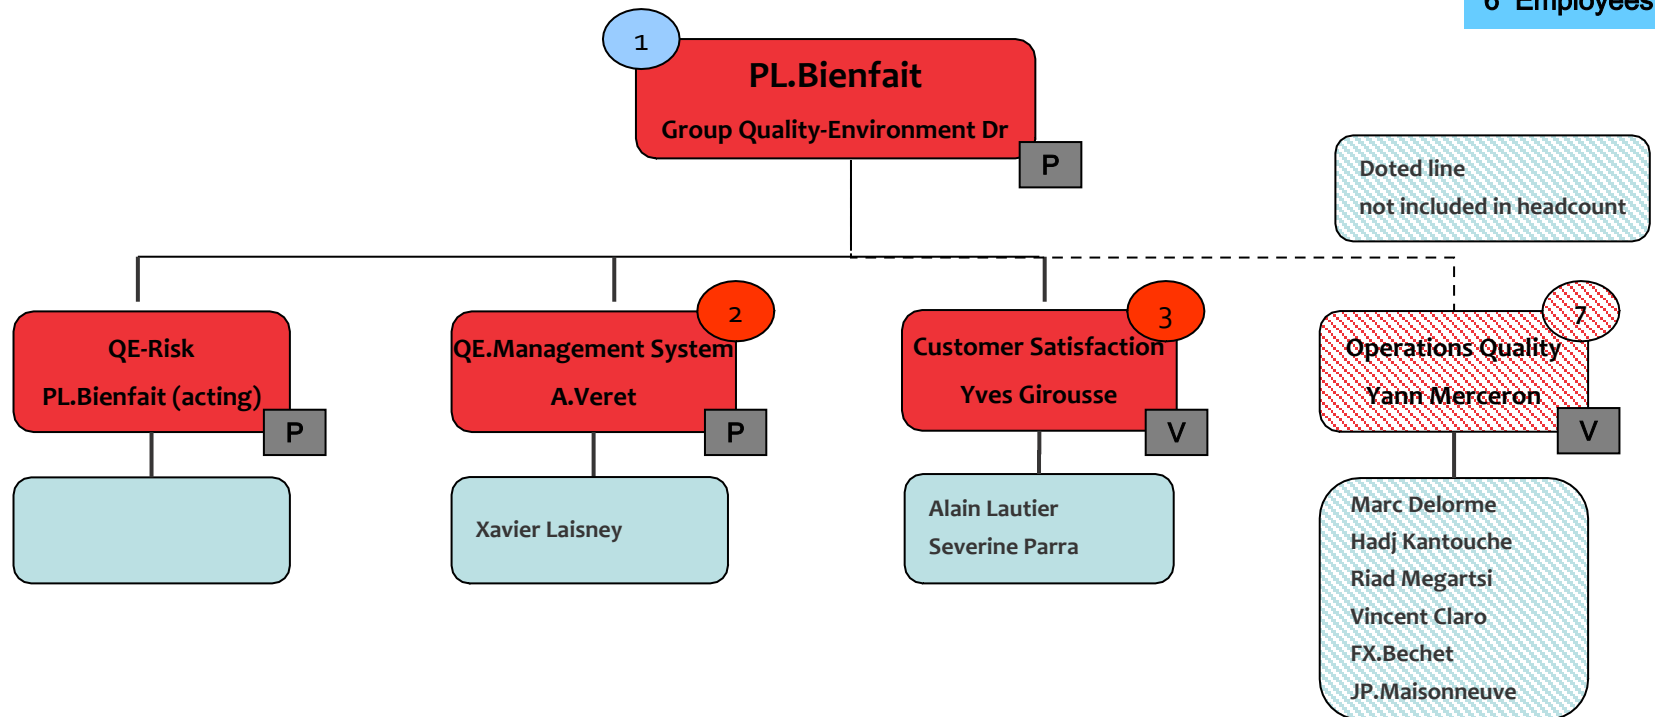 6 Employees
1
PL.Bienfait
Group Quality-Environment Dr
P
Doted line
not included in headcount
QE-Risk
PL.Bienfait (acting)
P
2
QE.Management System
A.Veret
P
Xavier Laisney
3
Customer Satisfaction
Yves Girousse
V
Alain Lautier
Severine Parra
7
Operations Quality
Yann Merceron
V
Marc Delorme
Hadj Kantouche
Riad Megartsi
Vincent Claro
FX.Bechet
JP.Maisonneuve